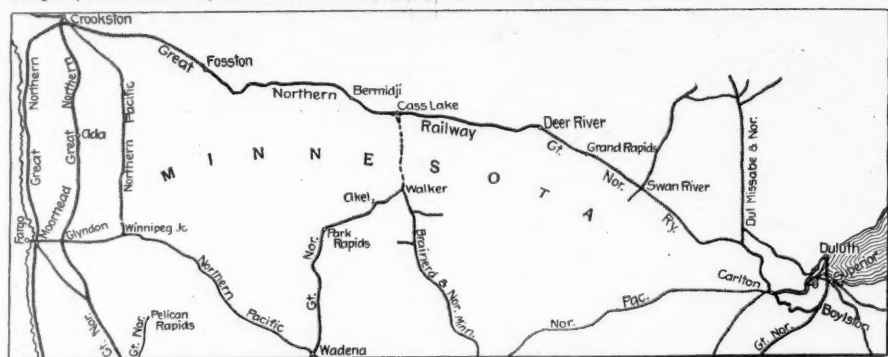 Crookston
Great
Fosston
Northern
Bermidji
Cass Lake
Railway
Deer River
Gt.
Grand Rapids
Nor.
Swan River
Ry.
Dul Missabe & Nor.
Great Northern
Great Northern
Ada
Northern Pacific
MINNESOTA
Akel
Walker
Park Rapids
Gt. Nor.
Brainerd & Nor. Minn.
Fargo
Moorhead
Glyndon
Winnipeg Jc.
Northern Pacific
Duluth
Superior
Carlton
Boylston
Nor. Pac.
Gt. Nor.
Gt. Nor.
Pelican Rapids
Gt. Nor.
Wadena